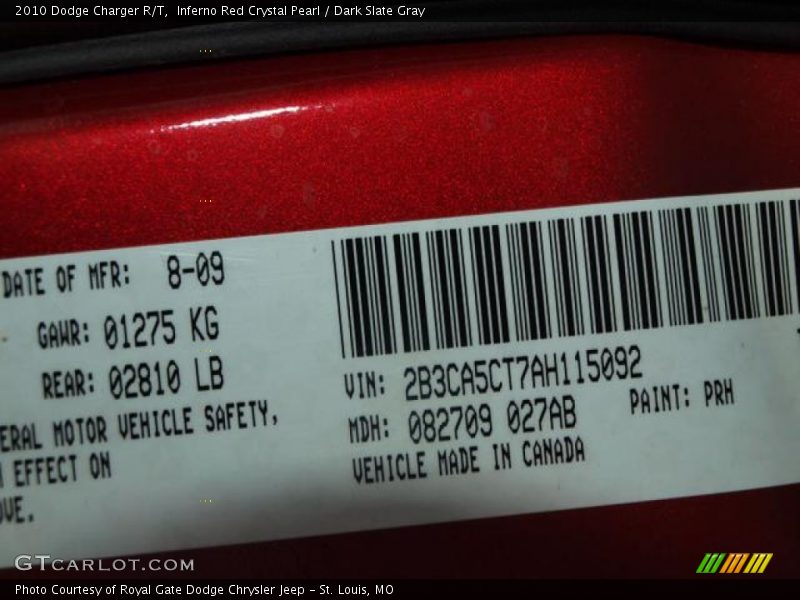 2010 Dodge Charger R/T, Inferno Red Crystal Pearl / Dark Slate Gray
DATE OF MFR: 8-09
GAWR: 01275 KG
REAR: 02810 LB
ERAL MOTOR VEHICLE SAFETY,
EFFECT ON
OVE.
VIN: 2B3CA5CT7AH115092
MDH: 082709 027AB
PAINT: PRH
VEHICLE MADE IN CANADA
GTCARLOT.COM
Photo Courtesy of Royal Gate Dodge Chrysler Jeep - St. Louis, MO